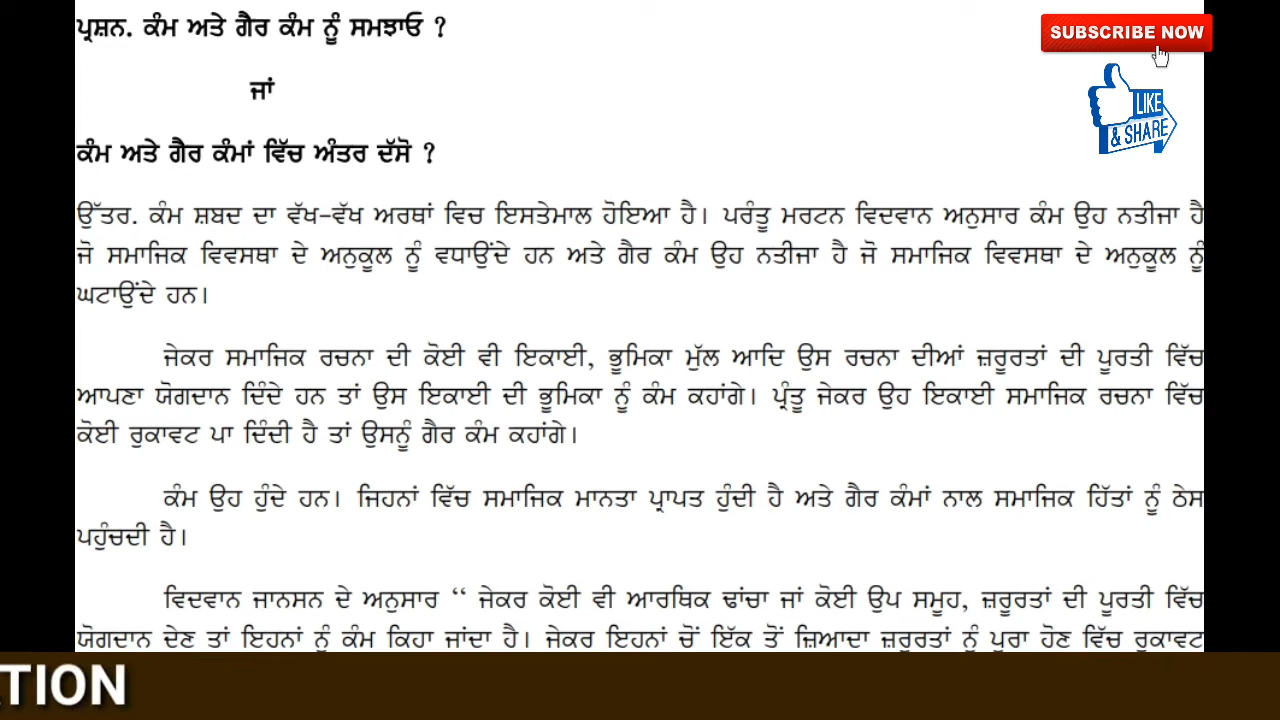 ਪ੍ਰਸ਼ਨ. ਕੰਮ ਅਤੇ ਗੈਰ ਕੰਮ ਨੂੰ ਸਮਝਾਓ ?
SUBSCRIBE NOW
ਜਾਂ
LIKE
& SHARE
ਕੰਮ ਅਤੇ ਗੈਰ ਕੰਮਾਂ ਵਿੱਚ ਅੰਤਰ ਦੱਸੋ ?
ਉੱਤਰ. ਕੰਮ ਸ਼ਬਦ ਦਾ ਵੱਖ-ਵੱਖ ਅਰਥਾਂ ਵਿਚ ਇਸਤੇਮਾਲ ਹੋਇਆ ਹੈ। ਪਰੰਤੂ ਮਰਟਨ ਵਿਦਵਾਨ ਅਨੁਸਾਰ ਕੰਮ ਉਹ ਨਤੀਜਾ ਹੈ
ਜੋ ਸਮਾਜਿਕ ਵਿਵਸਥਾ ਦੇ ਅਨੁਕੂਲ ਨੂੰ ਵਧਾਉਂਦੇ ਹਨ ਅਤੇ ਗੈਰ ਕੰਮ ਉਹ ਨਤੀਜਾ ਹੈ ਜੋ ਸਮਾਜਿਕ ਵਿਵਸਥਾ ਦੇ ਅਨੁਕੂਲ ਨੂੰ
ਘਟਾਉਂਦੇ ਹਨ।
ਜੇਕਰ ਸਮਾਜਿਕ ਰਚਨਾ ਦੀ ਕੋਈ ਵੀ ਇਕਾਈ, ਭੂਮਿਕਾ ਮੁੱਲ ਆਦਿ ਉਸ ਰਚਨਾ ਦੀਆਂ ਜ਼ਰੂਰਤਾਂ ਦੀ ਪੂਰਤੀ ਵਿੱਚ
ਆਪਣਾ ਯੋਗਦਾਨ ਦਿੰਦੇ ਹਨ ਤਾਂ ਉਸ ਇਕਾਈ ਦੀ ਭੂਮਿਕਾ ਨੂੰ ਕੰਮ ਕਹਾਂਗੇ। ਪ੍ਰੰਤੂ ਜੇਕਰ ਉਹ ਇਕਾਈ ਸਮਾਜਿਕ ਰਚਨਾ ਵਿੱਚ
ਕੋਈ ਰੁਕਾਵਟ ਪਾ ਦਿੰਦੀ ਹੈ ਤਾਂ ਉਸਨੂੰ ਗੈਰ ਕੰਮ ਕਹਾਂਗੇ।
ਕੰਮ ਉਹ ਹੁੰਦੇ ਹਨ। ਜਿਹਨਾਂ ਵਿੱਚ ਸਮਾਜਿਕ ਮਾਨਤਾ ਪ੍ਰਾਪਤ ਹੁੰਦੀ ਹੈ ਅਤੇ ਗੈਰ ਕੰਮਾਂ ਨਾਲ ਸਮਾਜਿਕ ਹਿੱਤਾਂ ਨੂੰ ਠੇਸ
ਪਹੁੰਚਦੀ ਹੈ।
ਵਿਦਵਾਨ ਜਾਨਸਨ ਦੇ ਅਨੁਸਾਰ “ ਜੇਕਰ ਕੋਈ ਵੀ ਆਰਥਿਕ ਢਾਂਚਾ ਜਾਂ ਕੋਈ ਉਪ ਸਮੂਹ, ਜ਼ਰੂਰਤਾਂ ਦੀ ਪੂਰਤੀ ਵਿੱਚ
ਯੋਗਦਾਨ ਦੇਣ ਤਾਂ ਇਹਨਾਂ ਨੂੰ ਕੰਮ ਕਿਹਾ ਜਾਂਦਾ ਹੈ। ਜੇਕਰ ਇਹਨਾਂ ਚੋਂ ਇੱਕ ਤੋਂ ਜ਼ਿਆਦਾ ਜ਼ਰੂਰਤਾਂ ਨੂੰ ਪੂਰਾ ਹੋਣ ਵਿੱਚ ਰੁਕਾਵਟ
TION